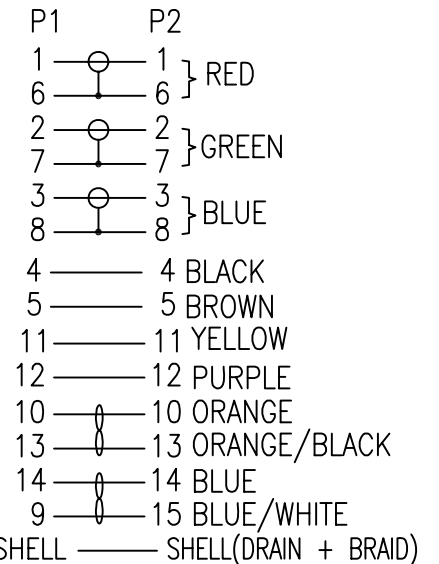 P1 P2
1 1
6 6 RED
2 2
7 7 GREEN
3 3
8 8 BLUE
4 4 BLACK
5 5 BROWN
11 11 YELLOW
12 12 PURPLE
10 10 ORANGE
13 13 ORANGE/BLACK
14 14 BLUE
9 15 BLUE/WHITE
SHELL SHELL(DRAIN + BRAID)